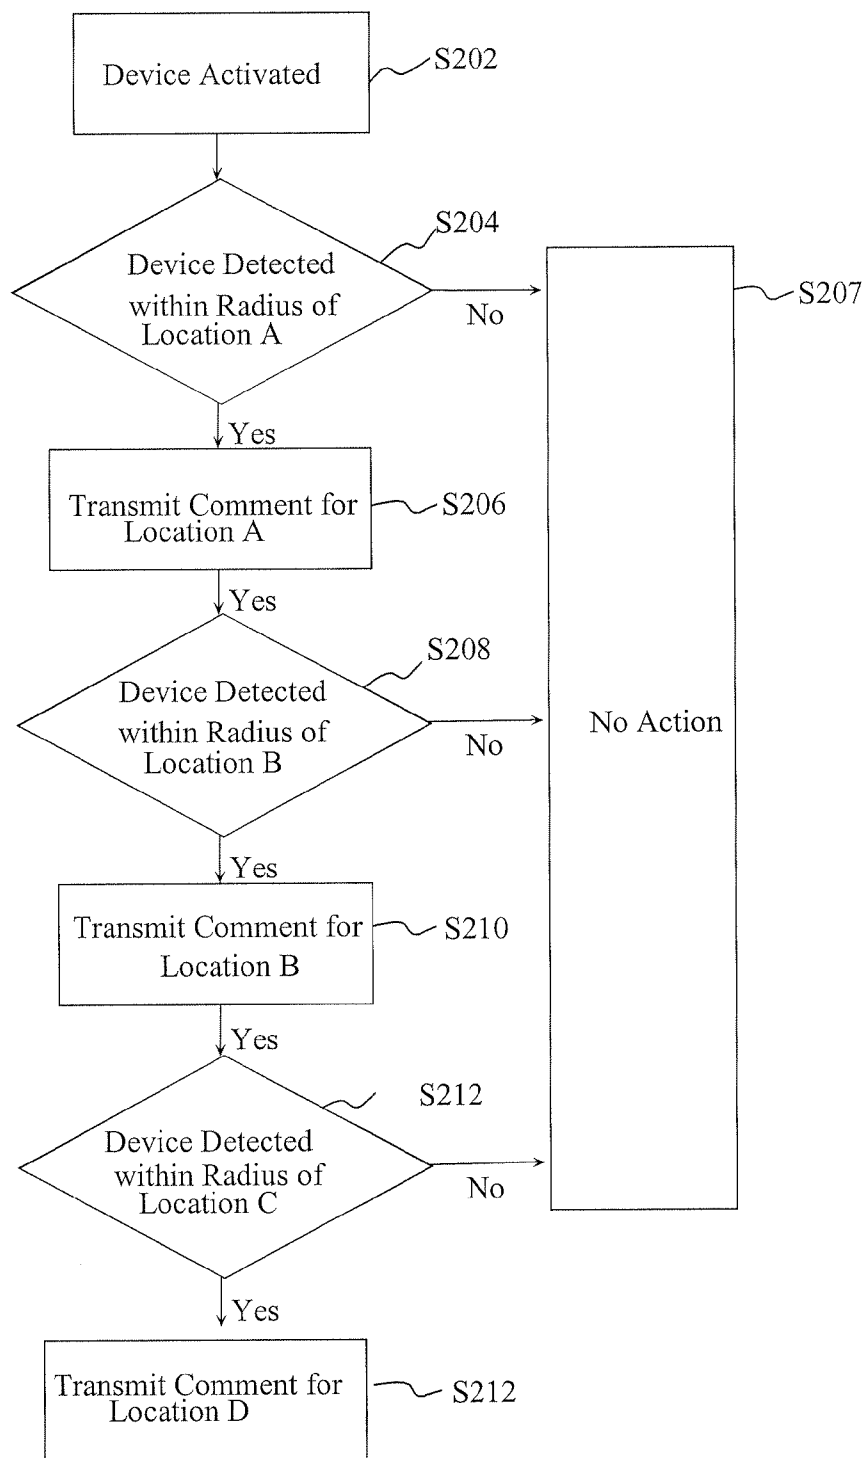 Device Activated
S202
S204
Device Detected
within Radius of
Location A
No
S207
Yes
Transmit Comment for
Location A
S206
Yes
S208
Device Detected
within Radius of
Location B
No
No Action
Yes
Transmit Comment for
Location B
S210
Yes
S212
Device Detected
within Radius of
Location C
No
Yes
Transmit Comment for
Location D
S212